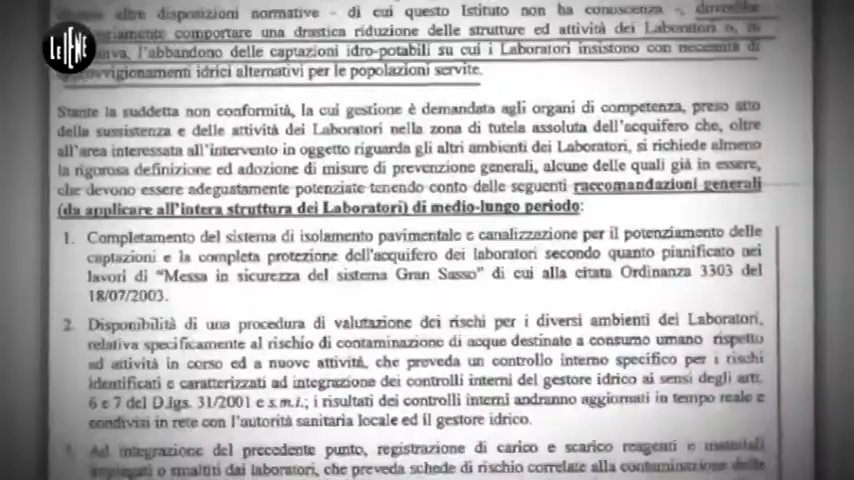 altre disposizioni normative - di cui questo Istituto non ha conoscenza -, dovrebbe
comportare una drastica riduzione delle strutture ed attività dei Laboratori o, in
LE IENE
l'abbandono delle captazioni idro-potabili su cui i Laboratori insistono con necessità di
idrici alternativi per le popolazioni servite.
Stante la suddetta non conformità, la cui gestione è demandata agli organi di competenza, preso atto
della sussistenza e delle attività dei Laboratori nella zona di tutela assoluta dell'acquifero che, oltre
all'area interessata all'intervento in oggetto riguarda gli altri ambienti dei Laboratori, si richiede almeno
la rigorosa definizione ed adozione di misure di prevenzione generali, alcune delle quali già in essere,
che devono essere adeguatamente potenziate tenendo conto delle seguenti raccomandazioni generali
(da applicare all'intera struttura dei Laboratori) di medio-lungo periodo:
1. Completamento del sistema di isolamento pavimentale e canalizzazione per il potenziamento delle
captazioni e la completa protezione dell'acquifero dei laboratori secondo quanto pianificato nei
lavori di "Messa in sicurezza del sistema Gran Sasso" di cui alla citata Ordinanza 3303 del
18/07/2003.
2. Disponibilità di una procedura di valutazione dei rischi per i diversi ambienti dei Laboratori,
relativa specificamente al rischio di contaminazione di acque destinate a consumo umano rispetto
ad attività in corso ed a nuove attività, che preveda un controllo interno specifico per i rischi
identificati e caratterizzati ad integrazione dei controlli interni del gestore idrico ai sensi degli artt.
6 e 7 del D.lgs. 31/2001 e s.m.i.; i risultati dei controlli interni andranno aggiornati in tempo reale e
condivisi in rete con l'autorità sanitaria locale ed il gestore idrico.
3. Ad integrazione del precedente punto, registrazione di carico e scarico reagenti e materiali
impiegati o smaltiti dai laboratori, che preveda schede di rischio correlate alla contaminazione delle